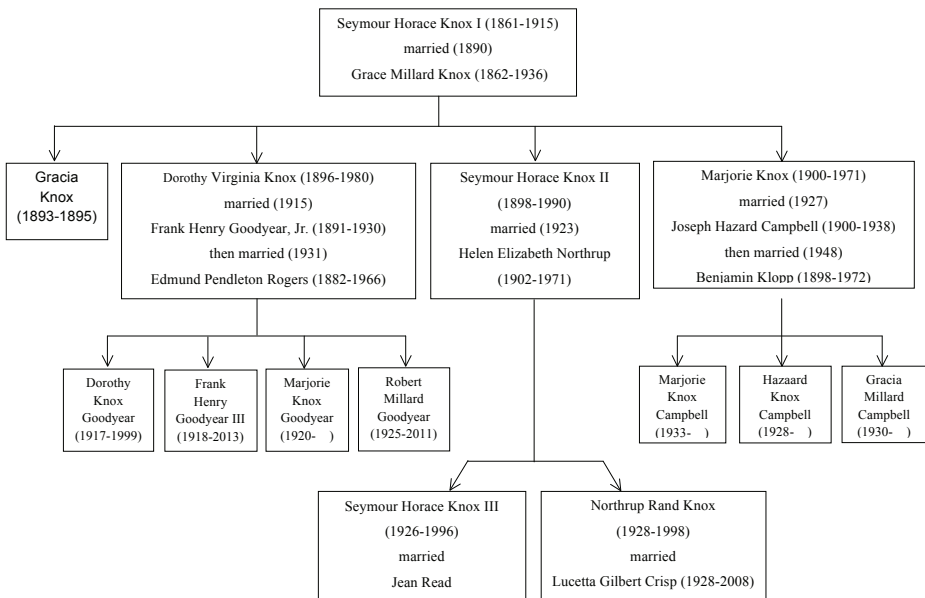 Seymour Horace Knox I (1861-1915)
married (1890)
Grace Millard Knox (1862-1936)
Gracia
Knox
(1893-1895)
Dorothy Virginia Knox (1896-1980)
married (1915)
Frank Henry Goodyear, Jr. (1891-1930)
then married (1931)
Edmund Pendleton Rogers (1882-1966)
Seymour Horace Knox II
(1898-1990)
married (1923)
Helen Elizabeth Northrup
(1902-1971)
Marjorie Knox (1900-1971)
married (1927)
Joseph Hazard Campbell (1900-1938)
then married (1948)
Benjamin Klopp (1898-1972)
Dorothy
Knox
Goodyear
(1917-1999)
Frank
Henry
Goodyear III
(1918-2013)
Marjorie
Knox
Goodyear
(1920- )
Robert
Millard
Goodyear
(1925-2011)
Marjorie
Knox
Campbell
(1933- )
Hazaard
Knox
Campbell
(1928- )
Gracia
Millard
Campbell
(1930- )
Seymour Horace Knox III
(1926-1996)
married
Jean Read
Northrup Rand Knox
(1928-1998)
married
Lucetta Gilbert Crisp (1928-2008)